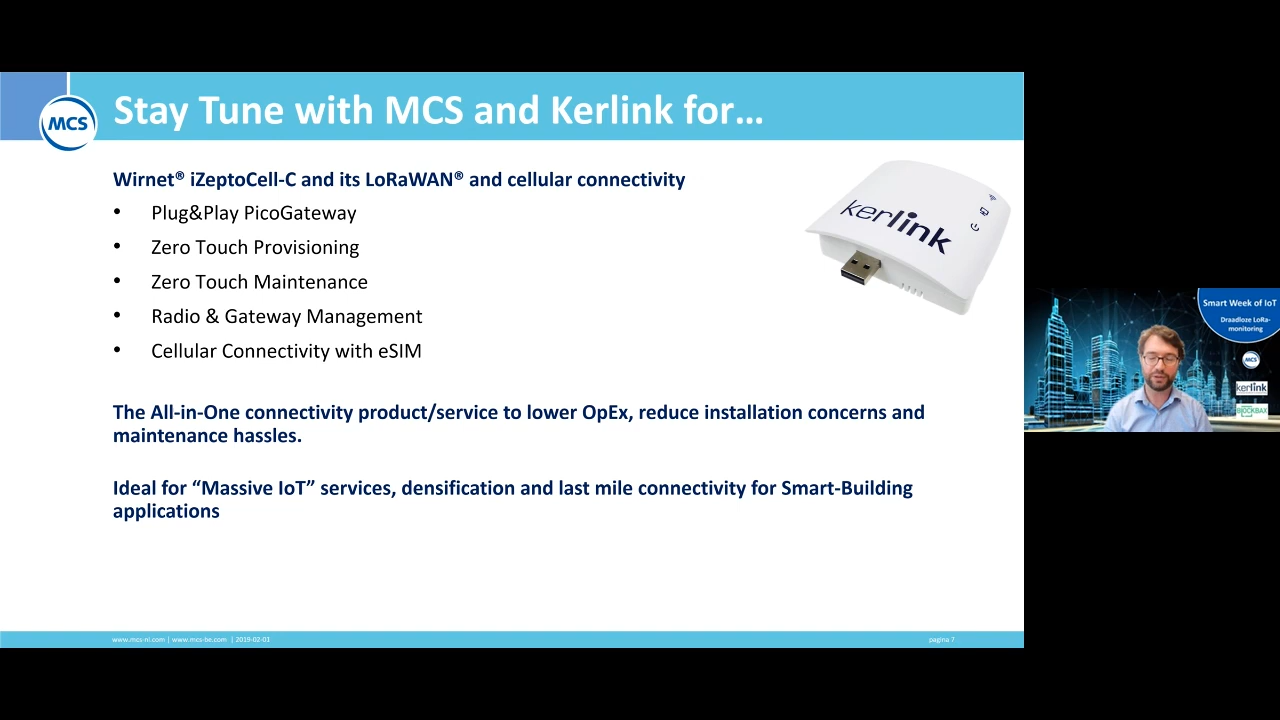 MCS
Stay Tune with MCS and Kerlink for...
Wirnet® iZeptoCell-C and its LoRaWAN® and cellular connectivity
• Plug&Play PicoGateway
• Zero Touch Provisioning
• Zero Touch Maintenance
• Radio & Gateway Management
• Cellular Connectivity with eSIM
kerlink
The All-in-One connectivity product/service to lower OpEx, reduce installation concerns and
maintenance hassles.
Ideal for “Massive IoT” services, densification and last mile connectivity for Smart-Building
applications
www.mcs-nl.com | www.mcs-be.com | 2019-02-03
pagina 7
Smart Week of IoT
Draadloze LoRa-
monitoring
MCS
kerlink
BLOCKBAX